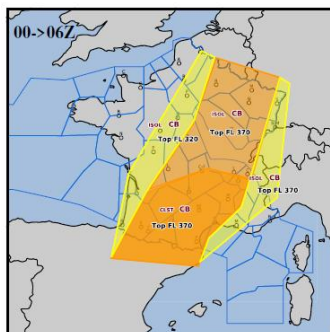 00->06Z
ISOL CB
Top FL 370
ISOL CB
Top FL 320
ISOL CB
Top FL 370
CLST CB
Top FL 370